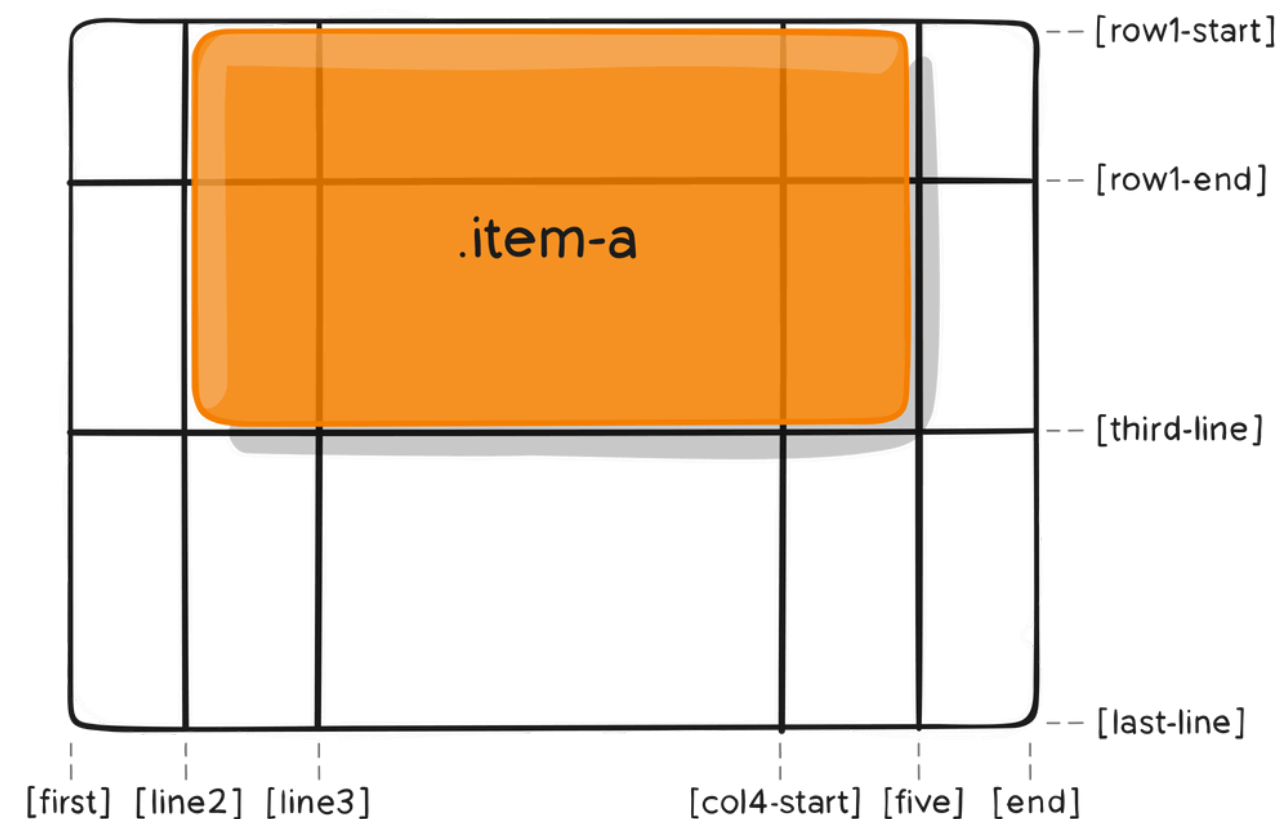 [row1-start]
[row1-end]
.item-a
[third-line]
[last-line]
[first] [line2] [line3] [col4-start] [five] [end]